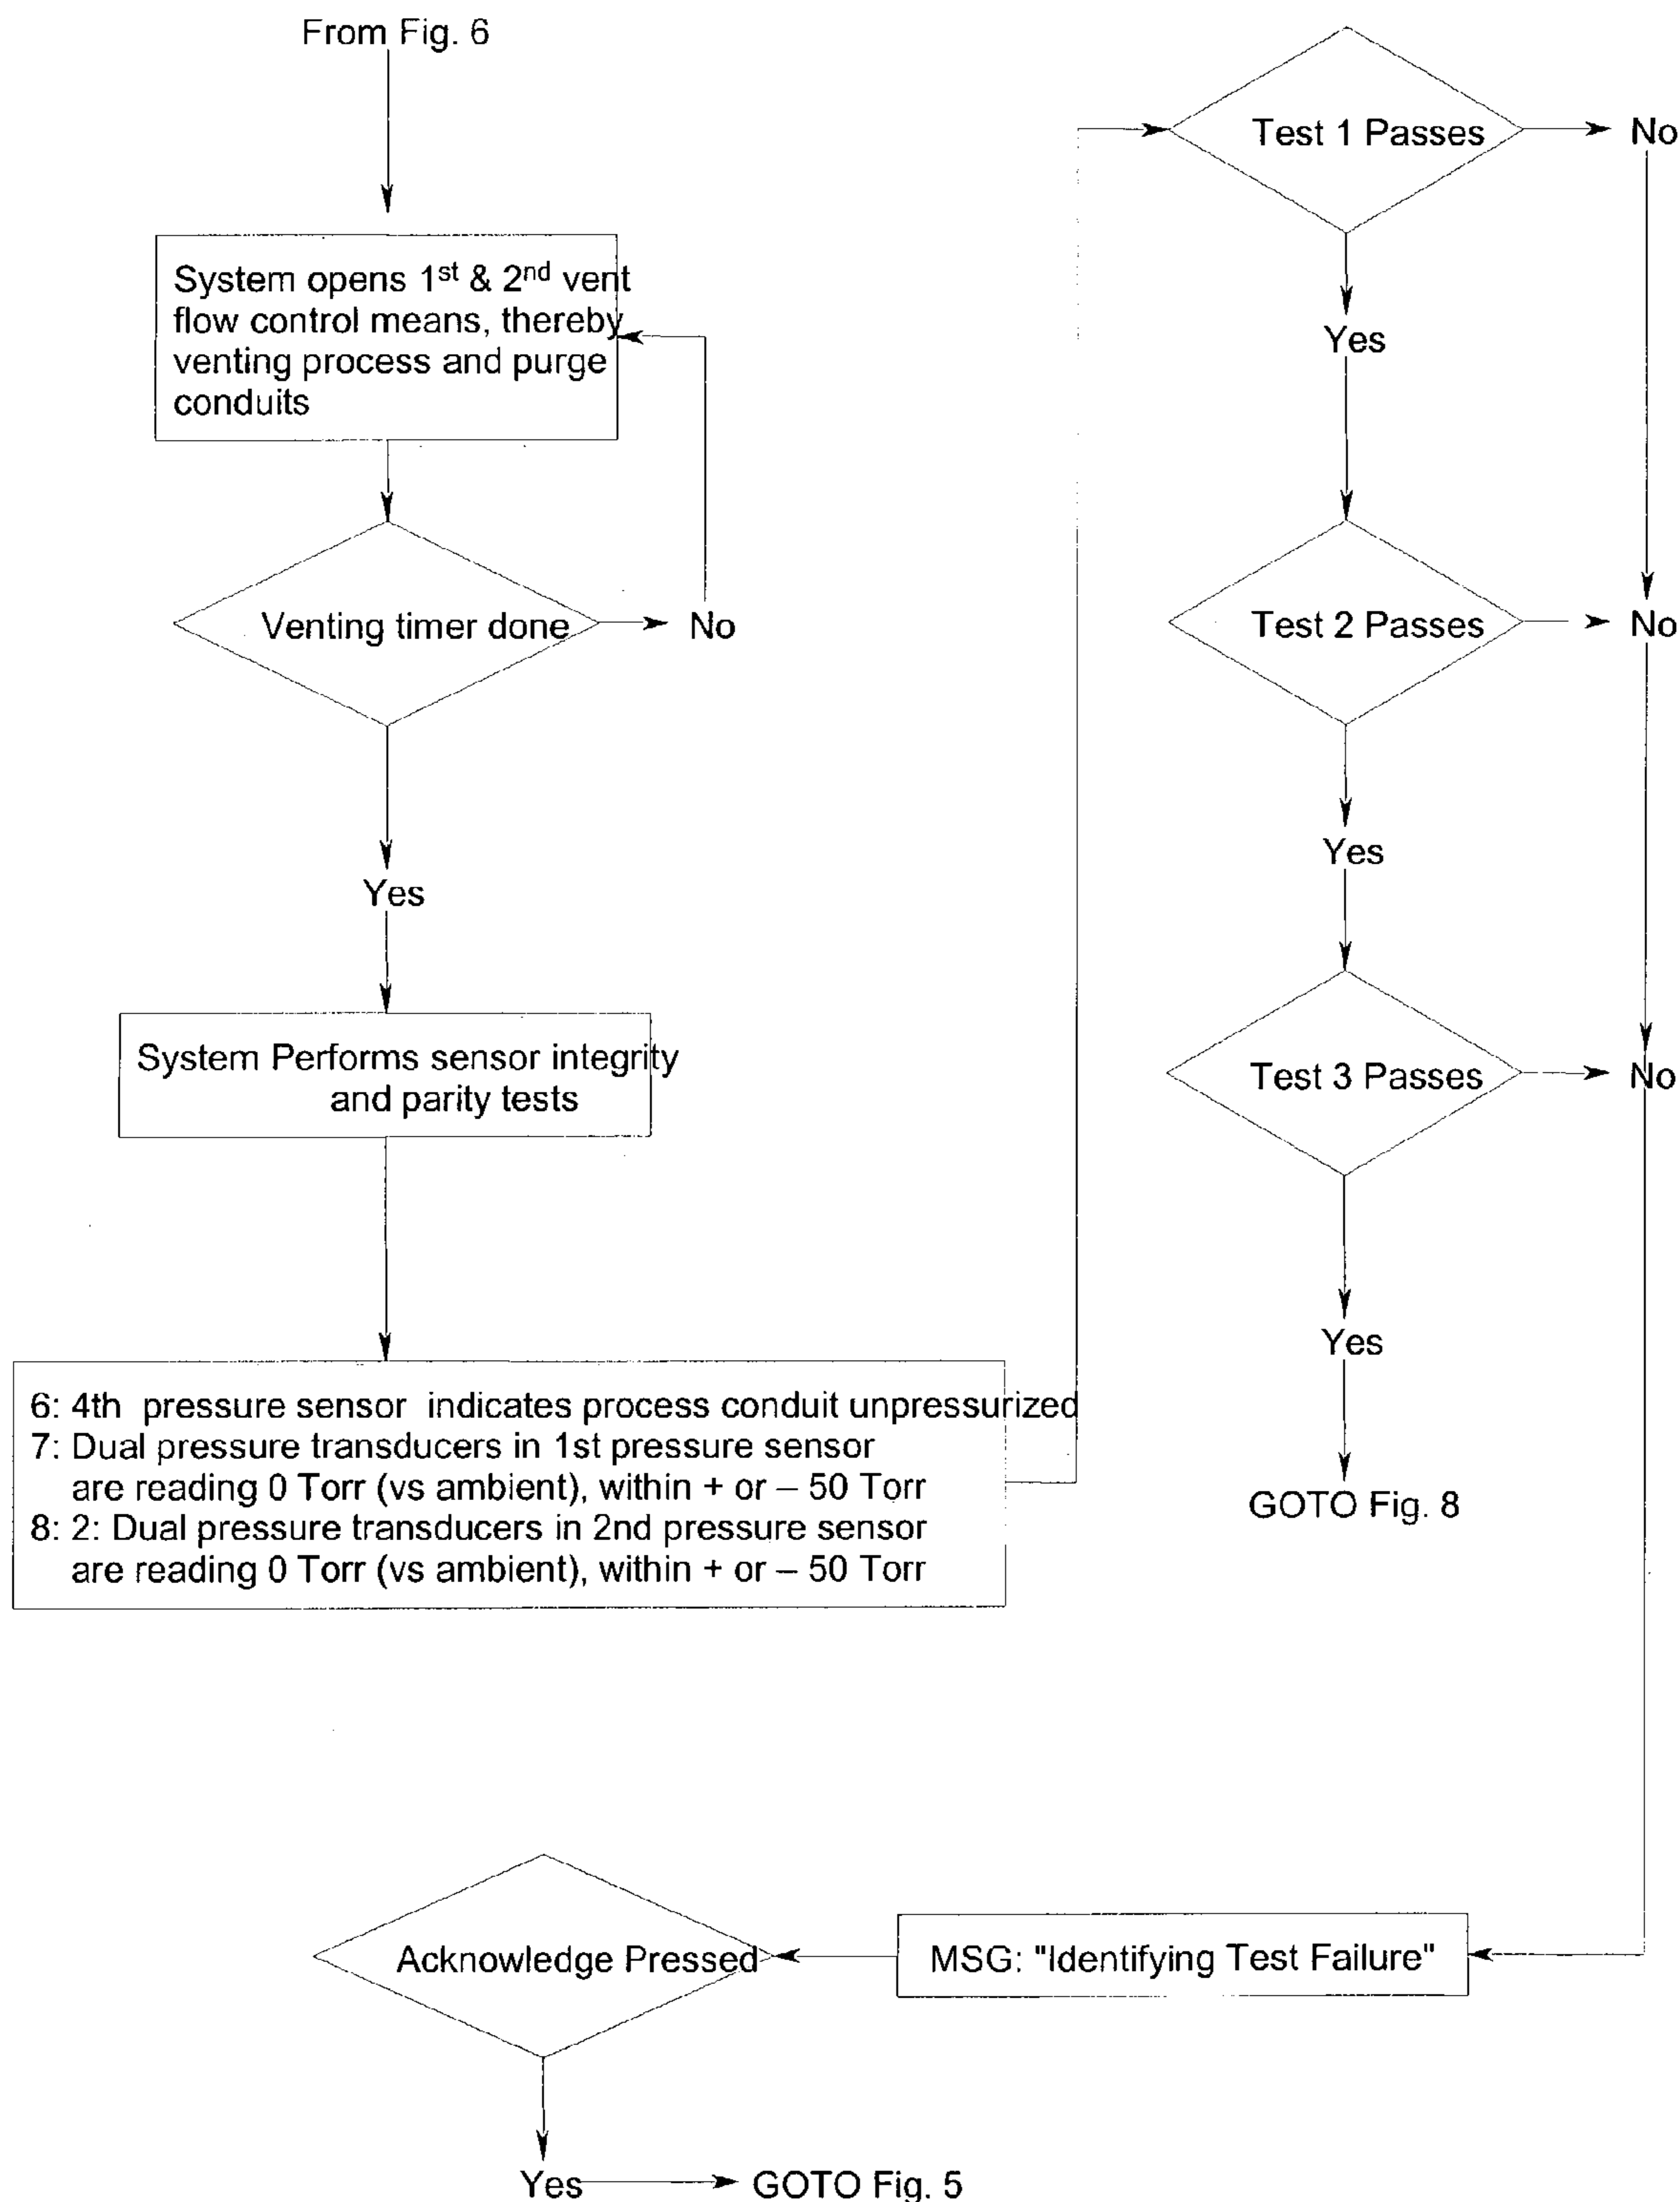 From Fig. 6
System opens 1st & 2nd vent
flow control means, thereby
venting process and purge
conduits
Venting timer done
No
Yes
System Performs sensor integrity
and parity tests
6: 4th pressure sensor indicates process conduit unpressurized
7: Dual pressure transducers in 1st pressure sensor
are reading 0 Torr (vs ambient), within + or – 50 Torr
8: 2: Dual pressure transducers in 2nd pressure sensor
are reading 0 Torr (vs ambient), within + or – 50 Torr
Test 1 Passes
No
Yes
Test 2 Passes
No
Yes
Test 3 Passes
No
Yes
GOTO Fig. 8
MSG: "Identifying Test Failure"
Acknowledge Pressed
Yes
GOTO Fig. 5